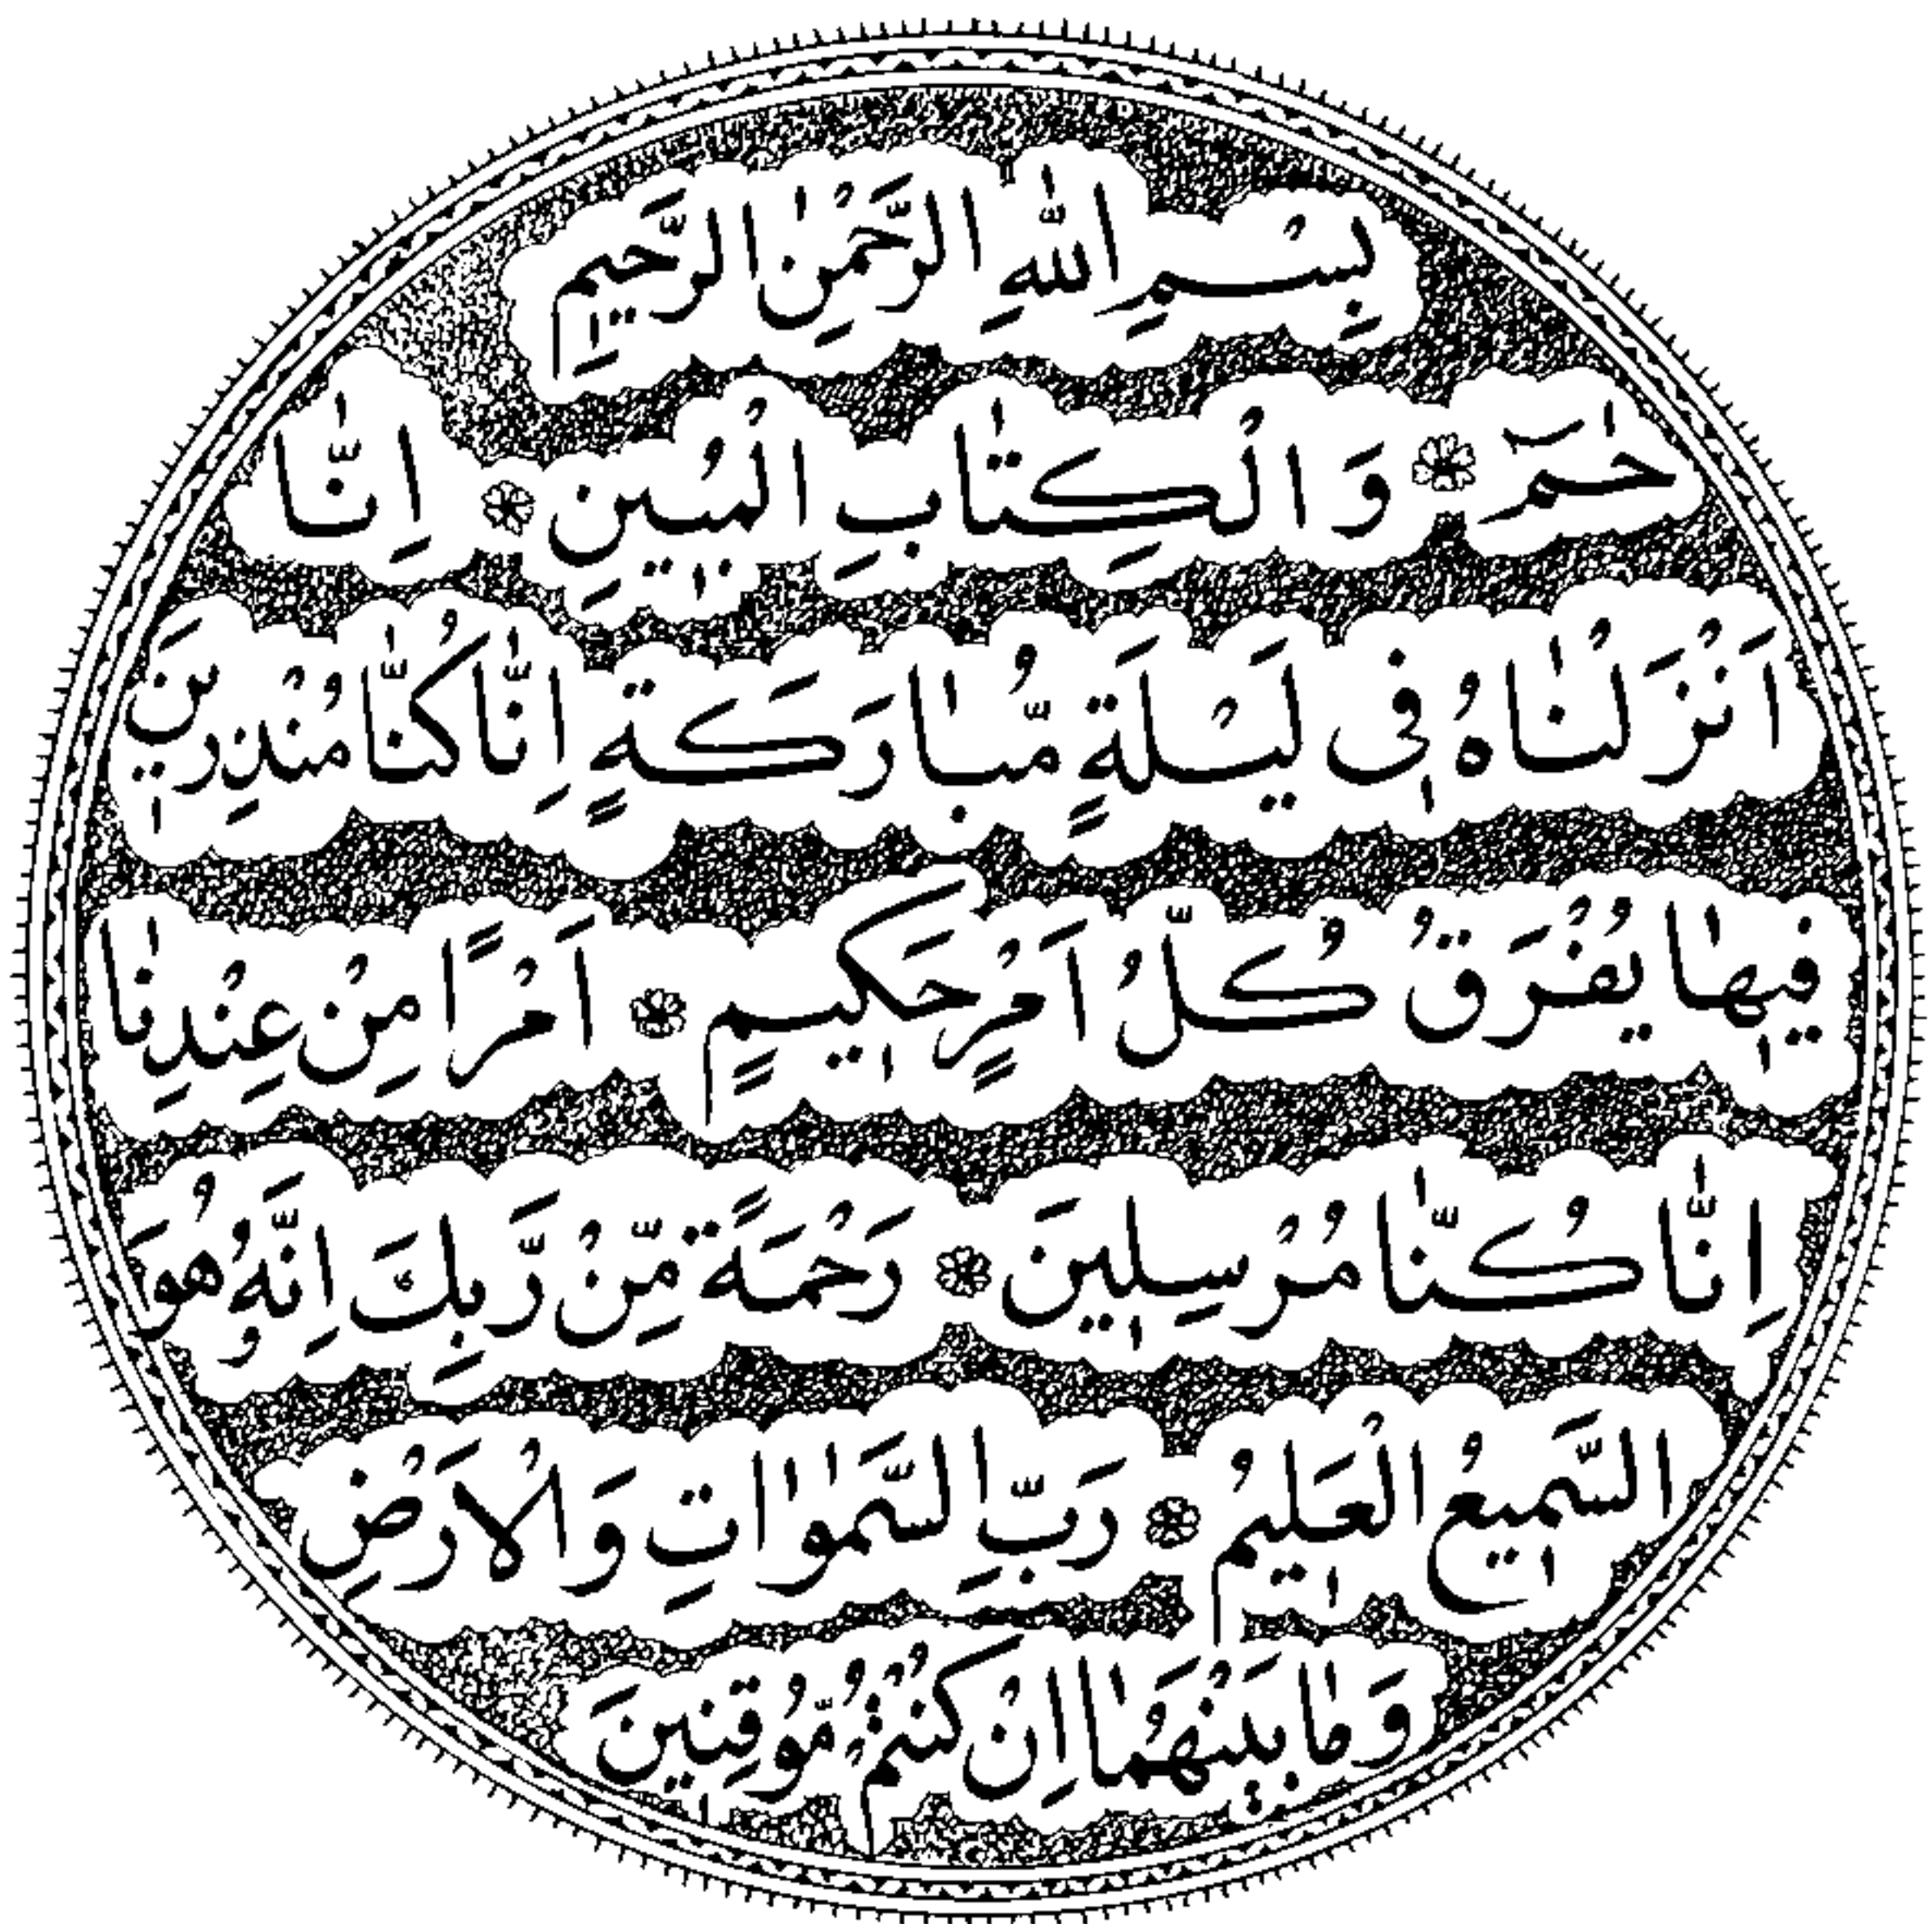 بِسْمِ اللّٰهِ الرَّحْمٰنِ الرَّحِيمِ
حٰمٓ ❁ وَ الْكِتٰابِ الْمُبٖينِ ❁ اِنّٰا
اَنْزَلْنٰاهُ فٖى لَيْلَةٍ مُّبٰارَكَةٍ اِنّٰا كُنّٰا مُنْذِرٖينَ
فٖيهٰا يُفْرَقُ كُلُّ اَمْرٍ حَكٖيمٍ ❁ اَمْرًا مِنْ عِنْدِنٰا
اِنّٰا كُنّٰا مُرْسِلٖينَ ❁ رَحْمَةً مِّنْ رَّبِكَ اِنَّهُ هُوَ
السَّمٖيعُ الْعَلٖيمُ ❁ رَبِّ السَّمٰوٰاتِ وَالْاَرْضِ
وَ مٰا بَيْنَهُمٰا اِنْ كُنْتُمْ مُّوُقِنٖينَ